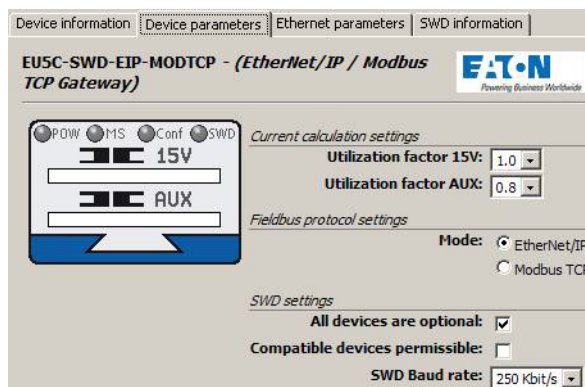 Device information Device parameters Ethernet parameters SWD information
EU5C-SWD-EIP-MODTCP - (EtherNet/IP / Modbus
TCP Gateway)
EATON
Powering Business Worldwide
POW MS Conf SWD
15V
AUX
Current calculation settings
Utilization factor 15V: 1.0
Utilization factor AUX: 0.8
Fieldbus protocol settings
Mode: EtherNet/IP
Modbus TCP
SWD settings
All devices are optional:
Compatible devices permissible:
SWD Baud rate: 250 Kbit/s